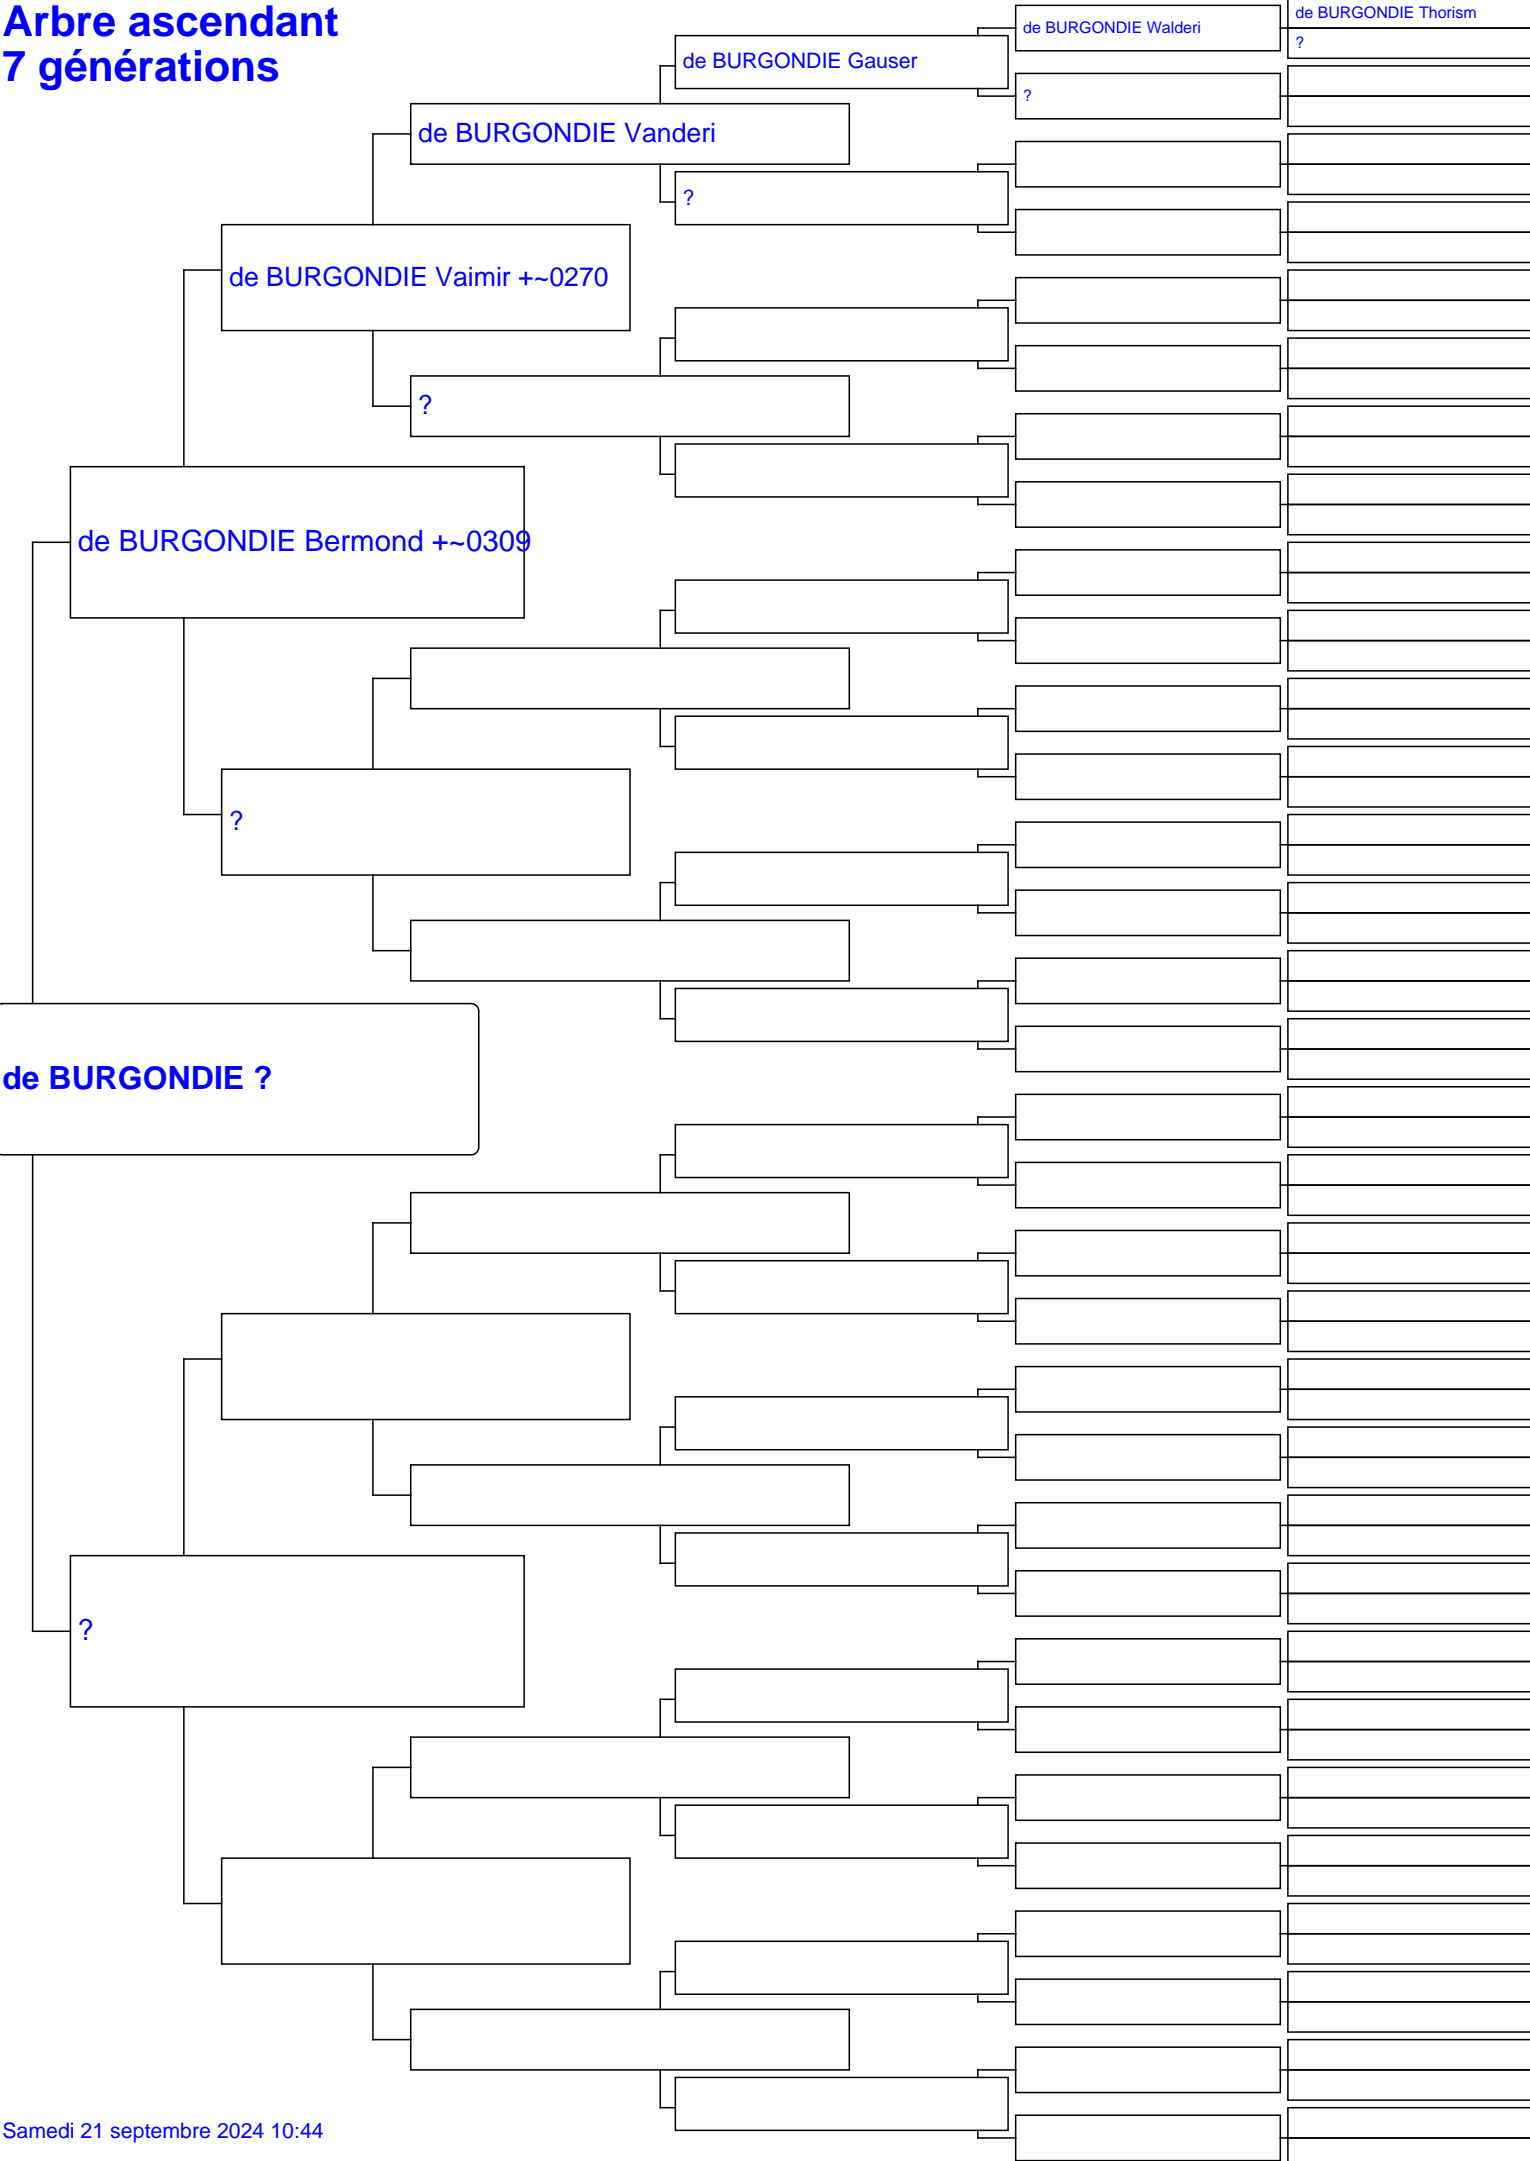 Arbre ascendant
7 générations
de BURGONDIE Thorism
?
de BURGONDIE Walderi
?
de BURGONDIE Gauser
?
de BURGONDIE Vanderi
?
de BURGONDIE Vaimir +~0270
?
de BURGONDIE Bermond +~0309
?
de BURGONDIE ?
Samedi 21 septembre 2024 10:44